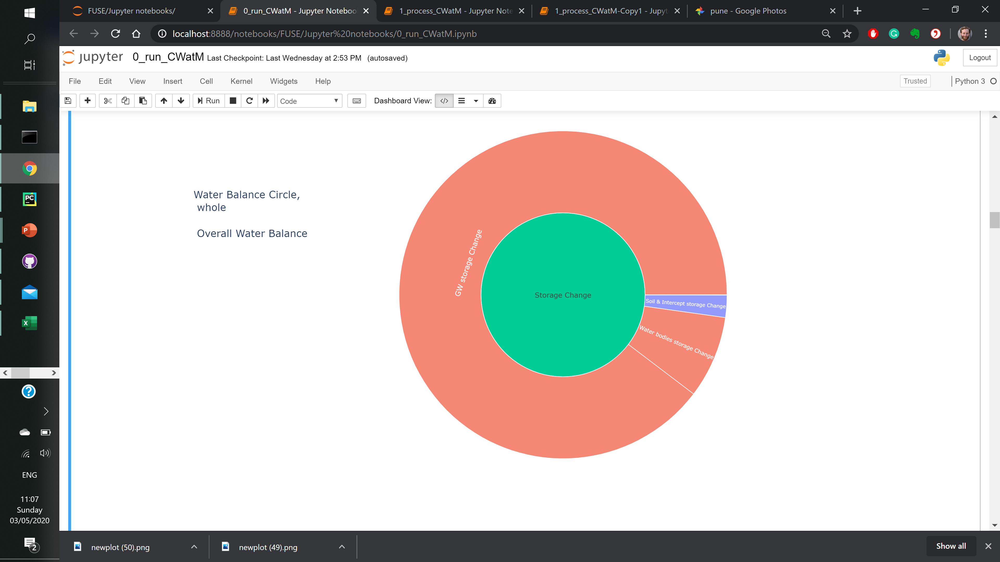 FUSE/Jupyter notebooks/
0_run_CWatM - Jupyter Noteboo
1_process_CWatM - Jupyter Note
1_process_CWatM-Copy1 - Jupyt
pune - Google Photos
localhost:8888/notebooks/FUSE/Jupyter%20notebooks/0_run_CWatM.ipynb
jupyter
0_run_CWatM Last Checkpoint: Last Wednesday at 2:53 PM (autosaved)
Logout
File Edit View Insert Cell Kernel Widgets Help
Trusted
Python 3
Run
Code
Dashboard View:
Water Balance Circle,
whole
Overall Water Balance
GW storage Change
Storage Change
Soil & Intercept storage Change
Water bodies storage Change
PC
P
X
ENG
11:07
Sunday
03/05/2020
2
newplot (50).png
newplot (49).png
Show all